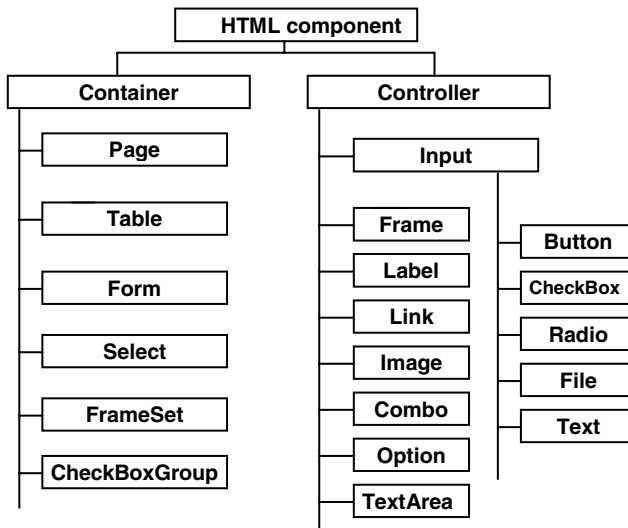 HTML component
Container
Page
Table
Form
Select
FrameSet
CheckBoxGroup
Controller
Input
Frame
Label
Link
Image
Combo
Option
TextArea
Button
CheckBox
Radio
File
Text